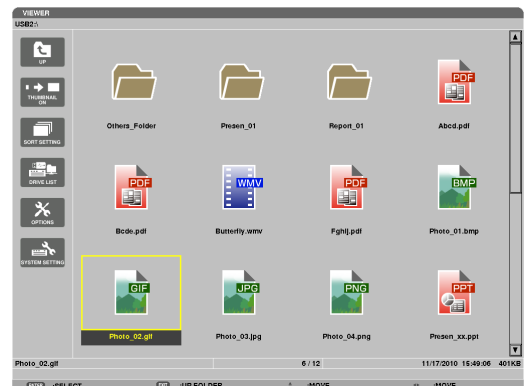 VIEWER
USB2:\
UP
THUMBNAIL
ON
SORT SETTING
DRIVE LIST
OPTIONS
SYSTEM SETTING
Others_Folder
Presen_01
Report_01
PDF
Abcd.pdf
PDF
WMV
PDF
BMP
Bcde.pdf
Butterfly.wmv
Fghij.pdf
Photo_01.bmp
GIF
JPG
PNG
PPT
Photo_02.gif
Photo_03.jpg
Photo_04.png
Presen_xx.ppt
Photo_02.gif 6 / 12 11/17/2010 15:49:06 401KB
:SELECT :UP FOLDER :MOVE :MOVE